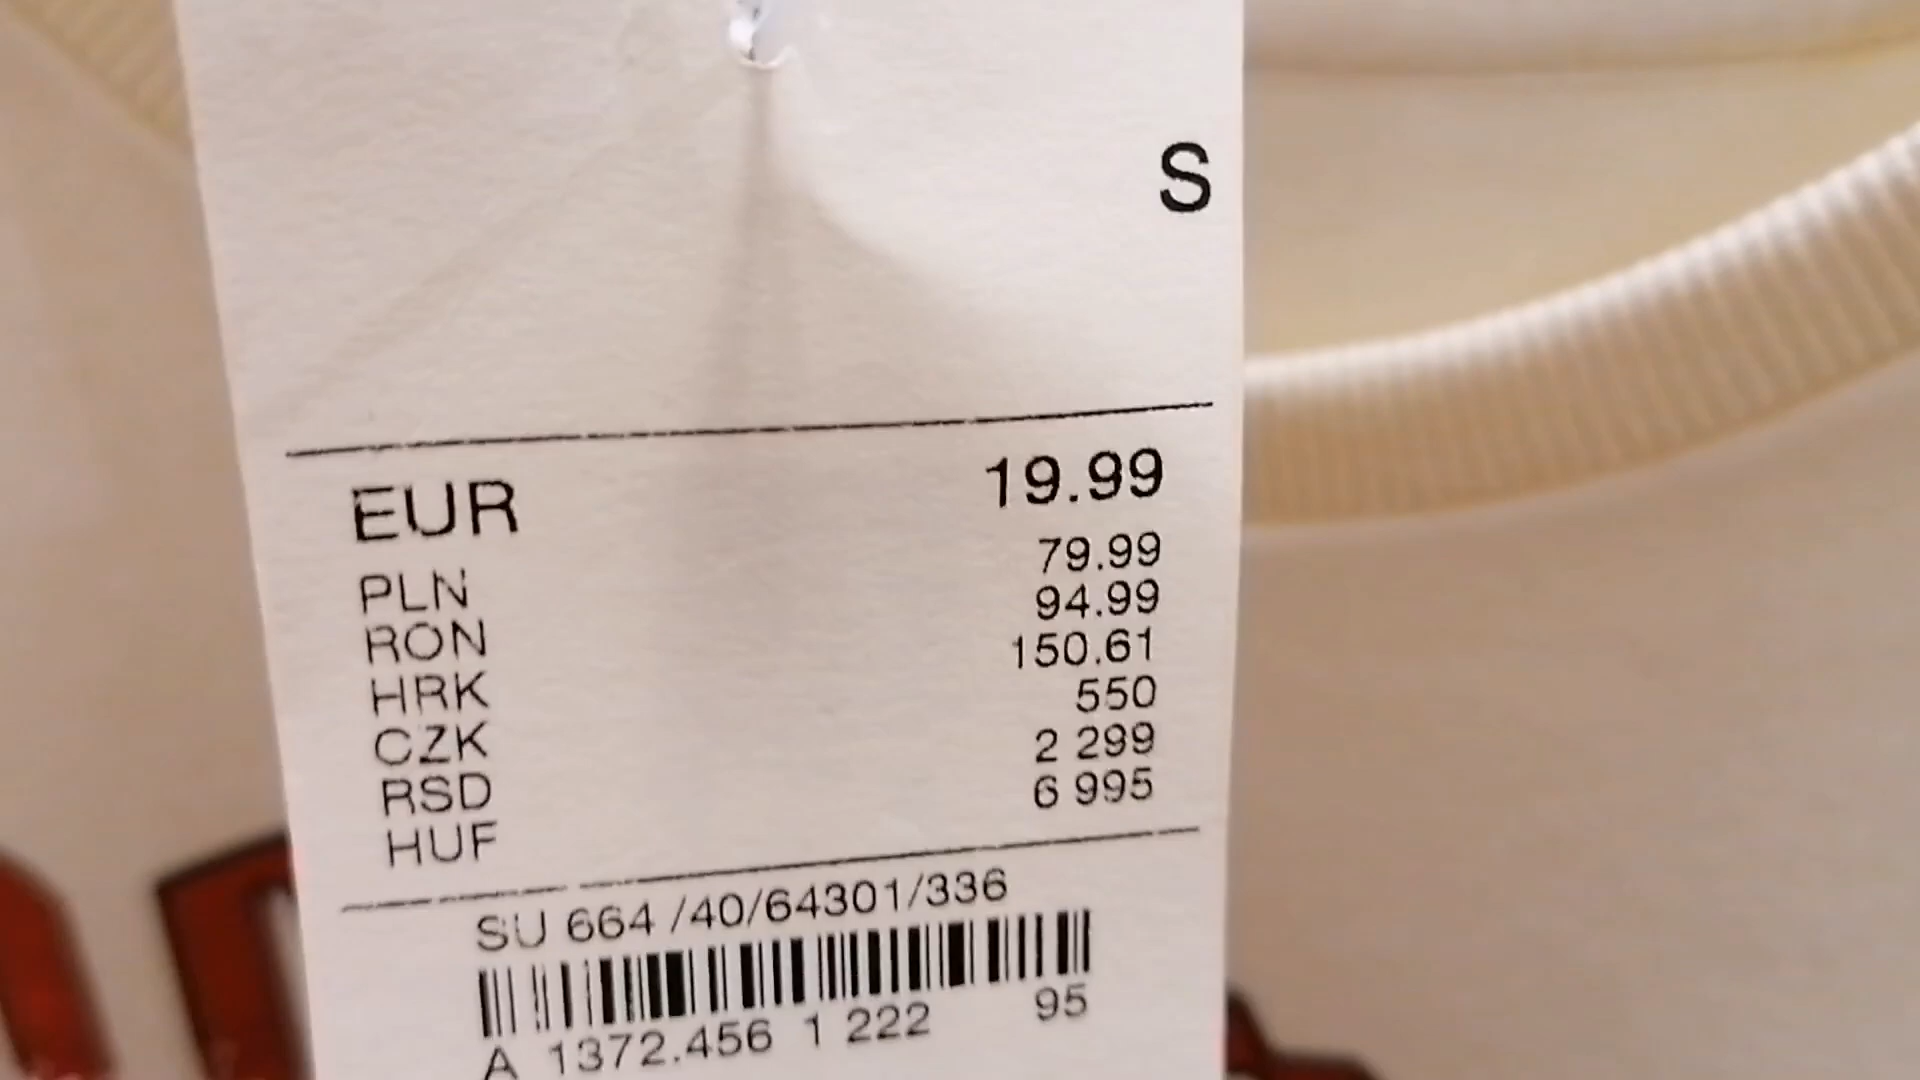 S
EUR 19.99
PLN 79.99
RON 94.99
HRK 150.61
CZK 550
RSD 2 299
HUF 6 995
SU 664 /40/64301/336
A 1372.456 1 222 95